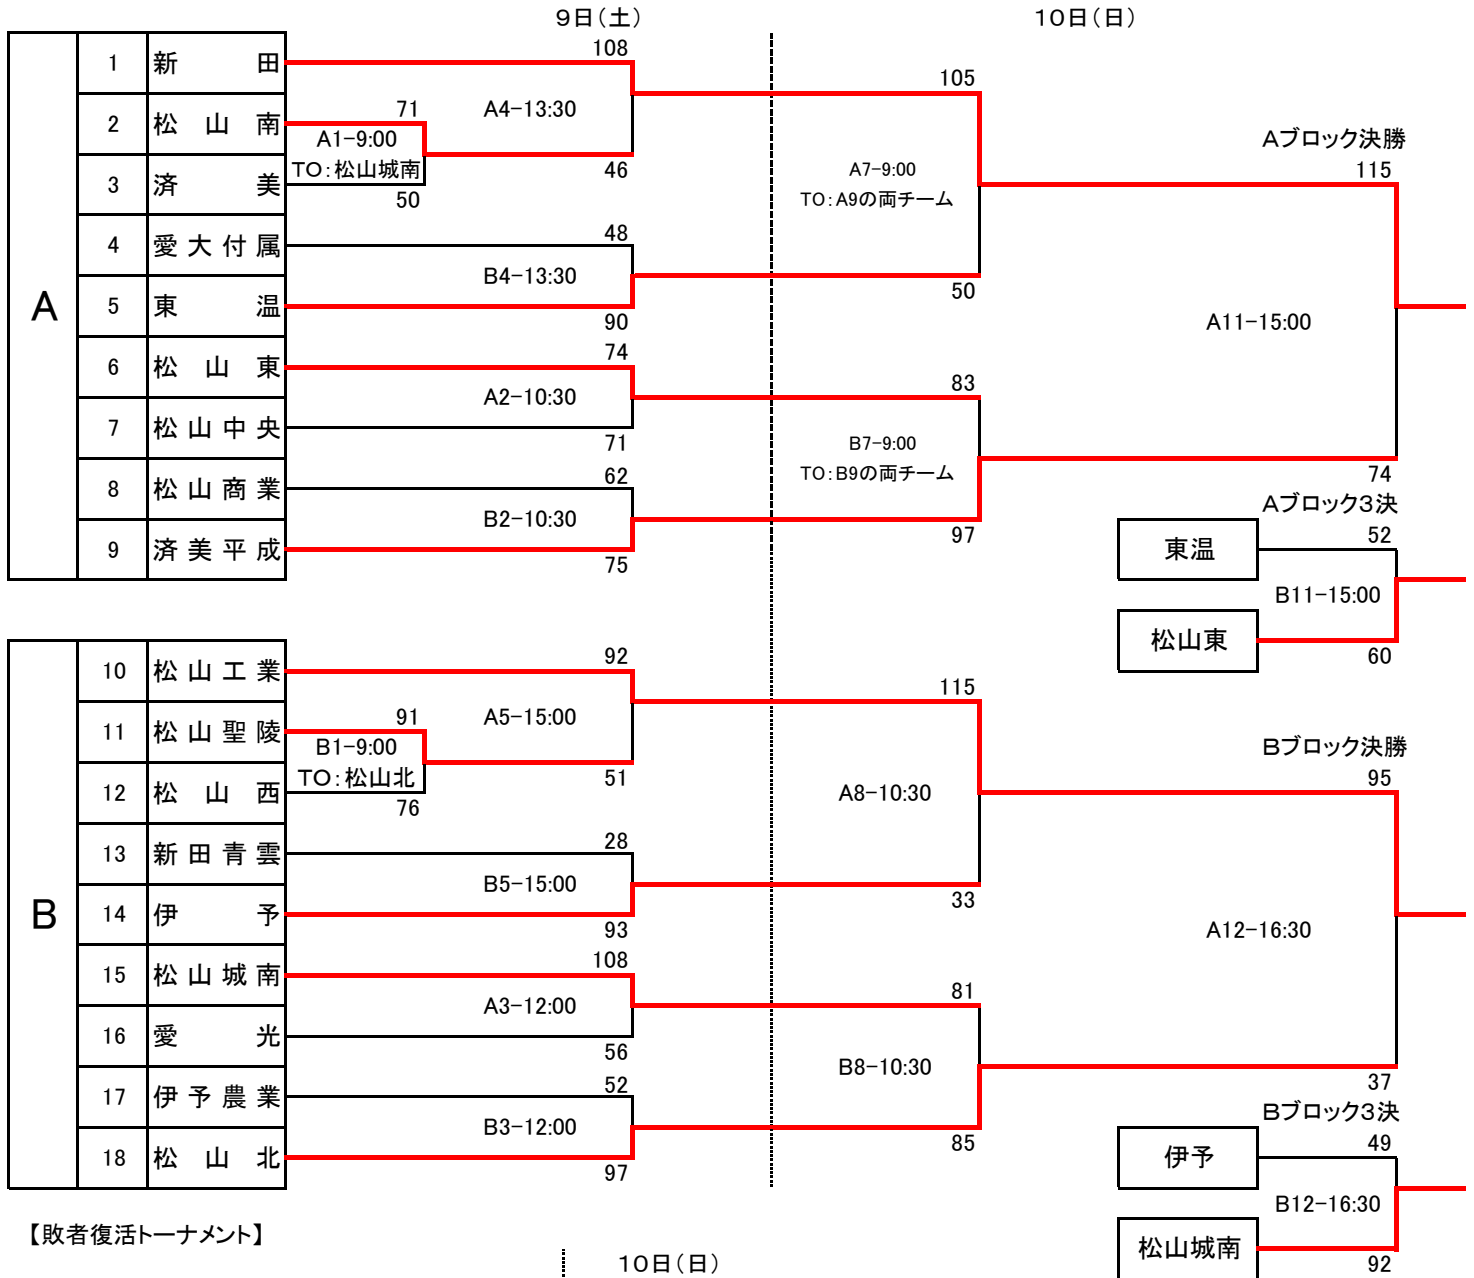 9日(土)
10日(日)
A
1 新田
2 松山南
3 済美
4 愛大付属
5 東温
6 松山東
7 松山中央
8 松山商業
9 済美平成
108
A4-13:30
46
71
A1-9:00
TO:松山城南
50
48
B4-13:30
90
74
A2-10:30
71
62
B2-10:30
75
105
A7-9:00
TO:A9の両チーム
50
83
B7-9:00
TO:B9の両チーム
97
Aブロック決勝
115
A11-15:00
74
Aブロック3決
東温
52
B11-15:00
松山東
60
B
10 松山工業
11 松山聖陵
12 松山西
13 新田青雲
14 伊予
15 松山城南
16 愛光
17 伊予農業
18 松山北
92
A5-15:00
51
91
B1-9:00
TO:松山北
76
28
B5-15:00
93
108
A3-12:00
56
52
B3-12:00
97
115
A8-10:30
33
81
B8-10:30
85
Bブロック決勝
95
A12-16:30
37
Bブロック3決
伊予
49
B12-16:30
松山城南
92
【敗者復活トーナメント】
10日(日)